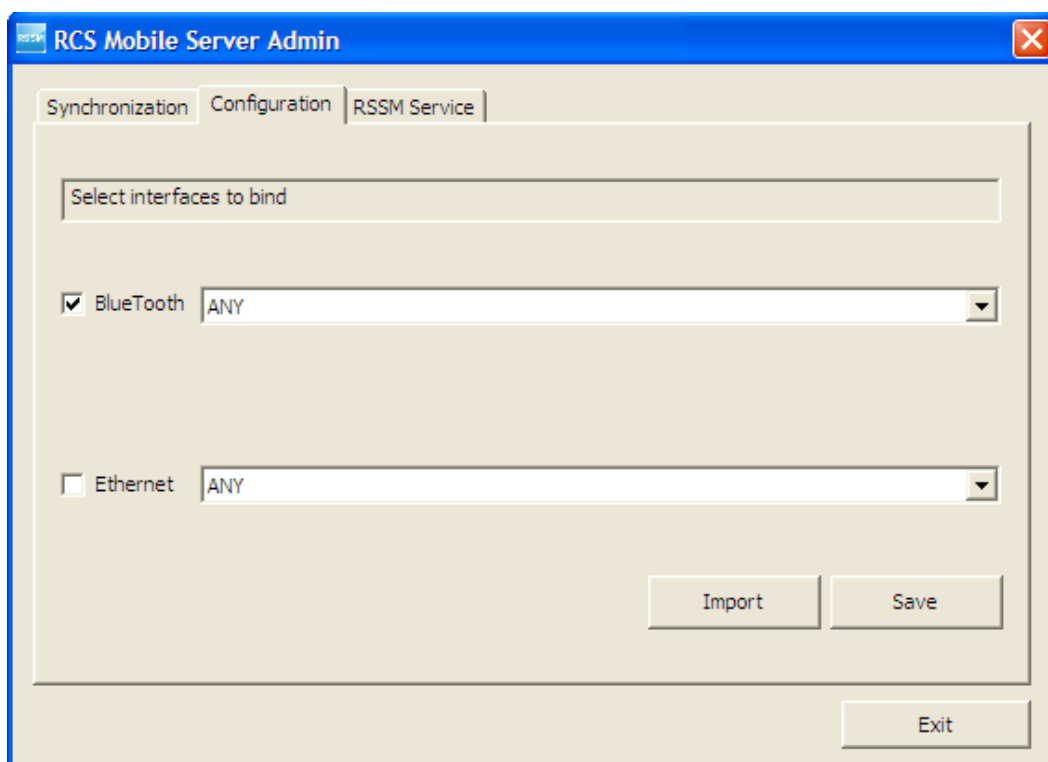 RSSM RCS Mobile Server Admin
Synchronization Configuration RSSM Service
Select interfaces to bind
BlueTooth ANY
Ethernet ANY
Import Save
Exit